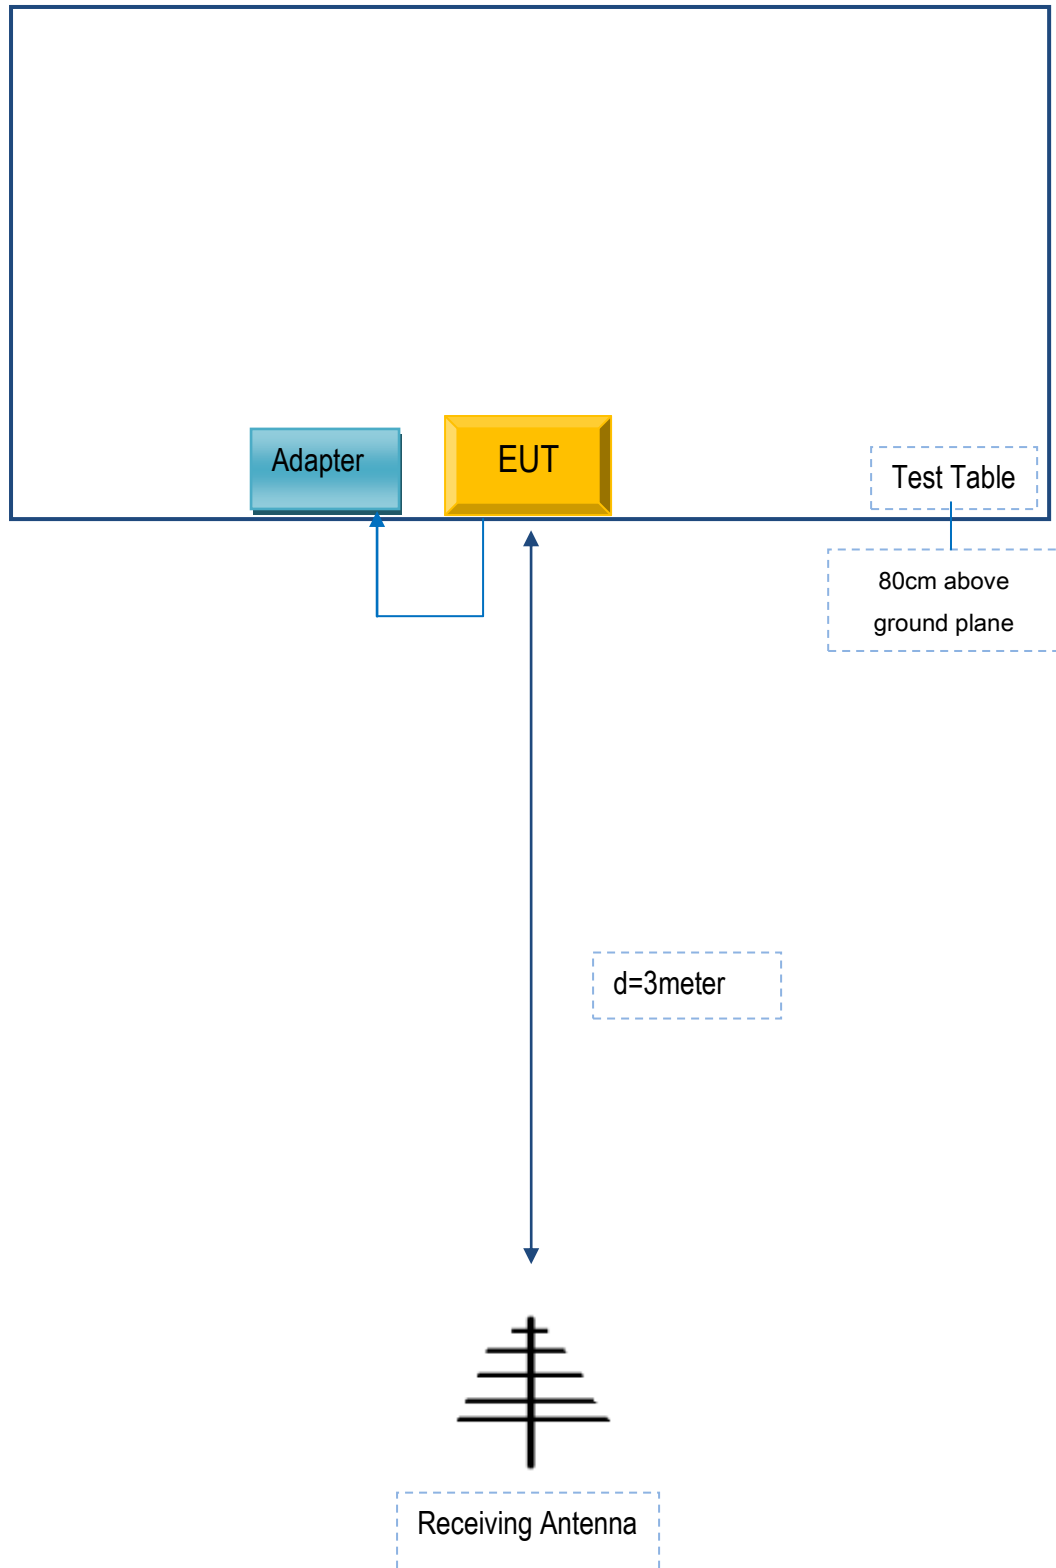 Adapter
EUT
Test Table
80cm above
ground plane
d=3meter
Receiving Antenna